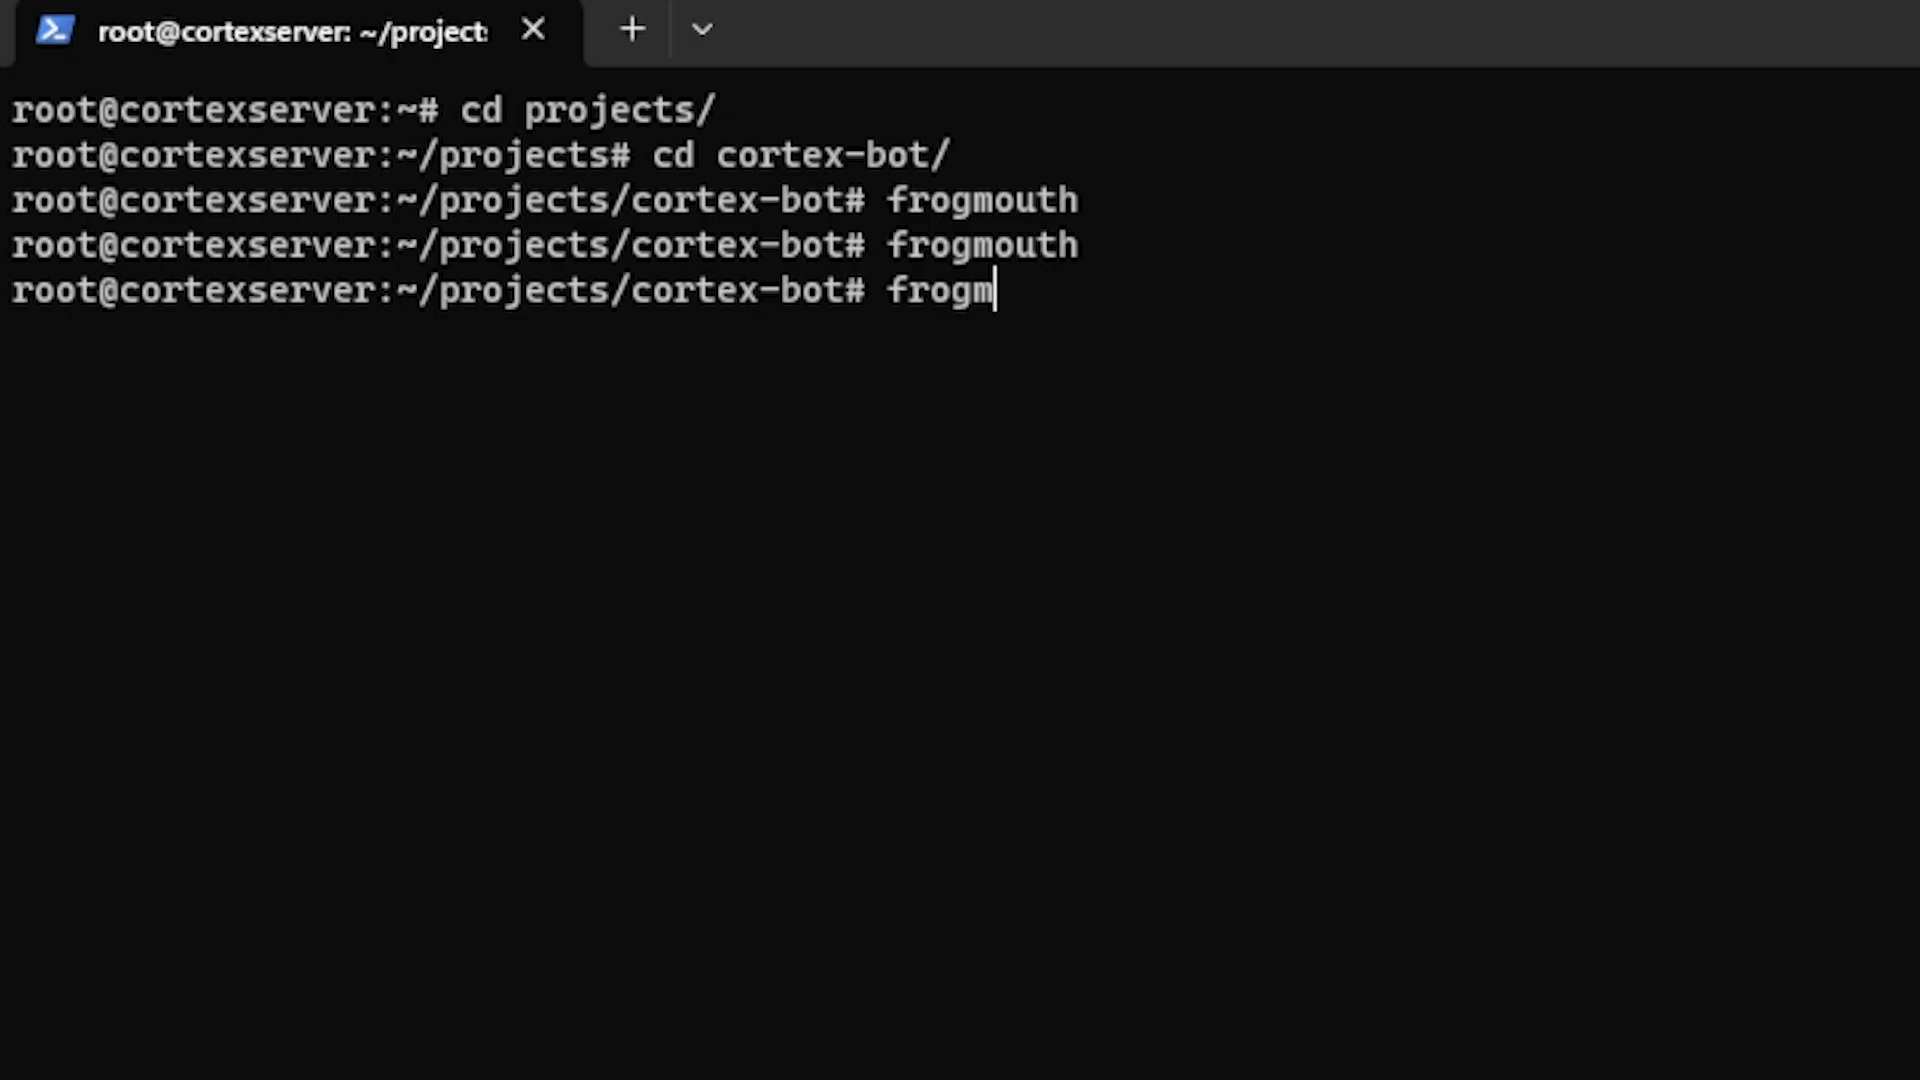 root@cortexserver: ~/project
root@cortexserver:~# cd projects/
root@cortexserver:~/projects# cd cortex-bot/
root@cortexserver:~/projects/cortex-bot# frogmouth
root@cortexserver:~/projects/cortex-bot# frogmouth
root@cortexserver:~/projects/cortex-bot# frogm